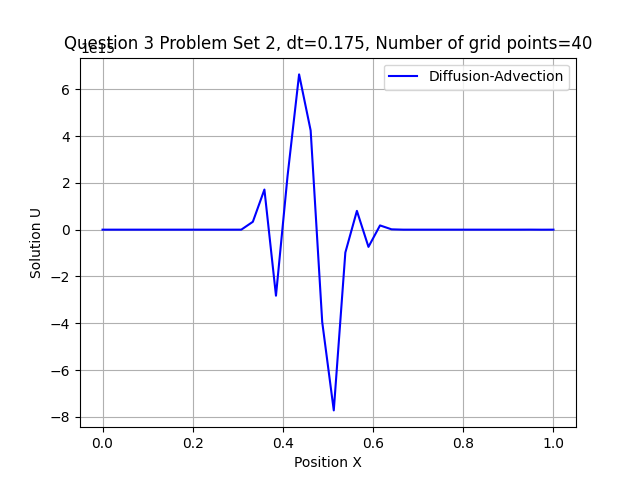 Question 3 Problem Set 2, dt=0.175, Number of grid points=40
1e15
Diffusion-Advection
6
4
2
0
−2
−4
−6
−8
Solution U
0.0 0.2 0.4 0.6 0.8 1.0
Position X